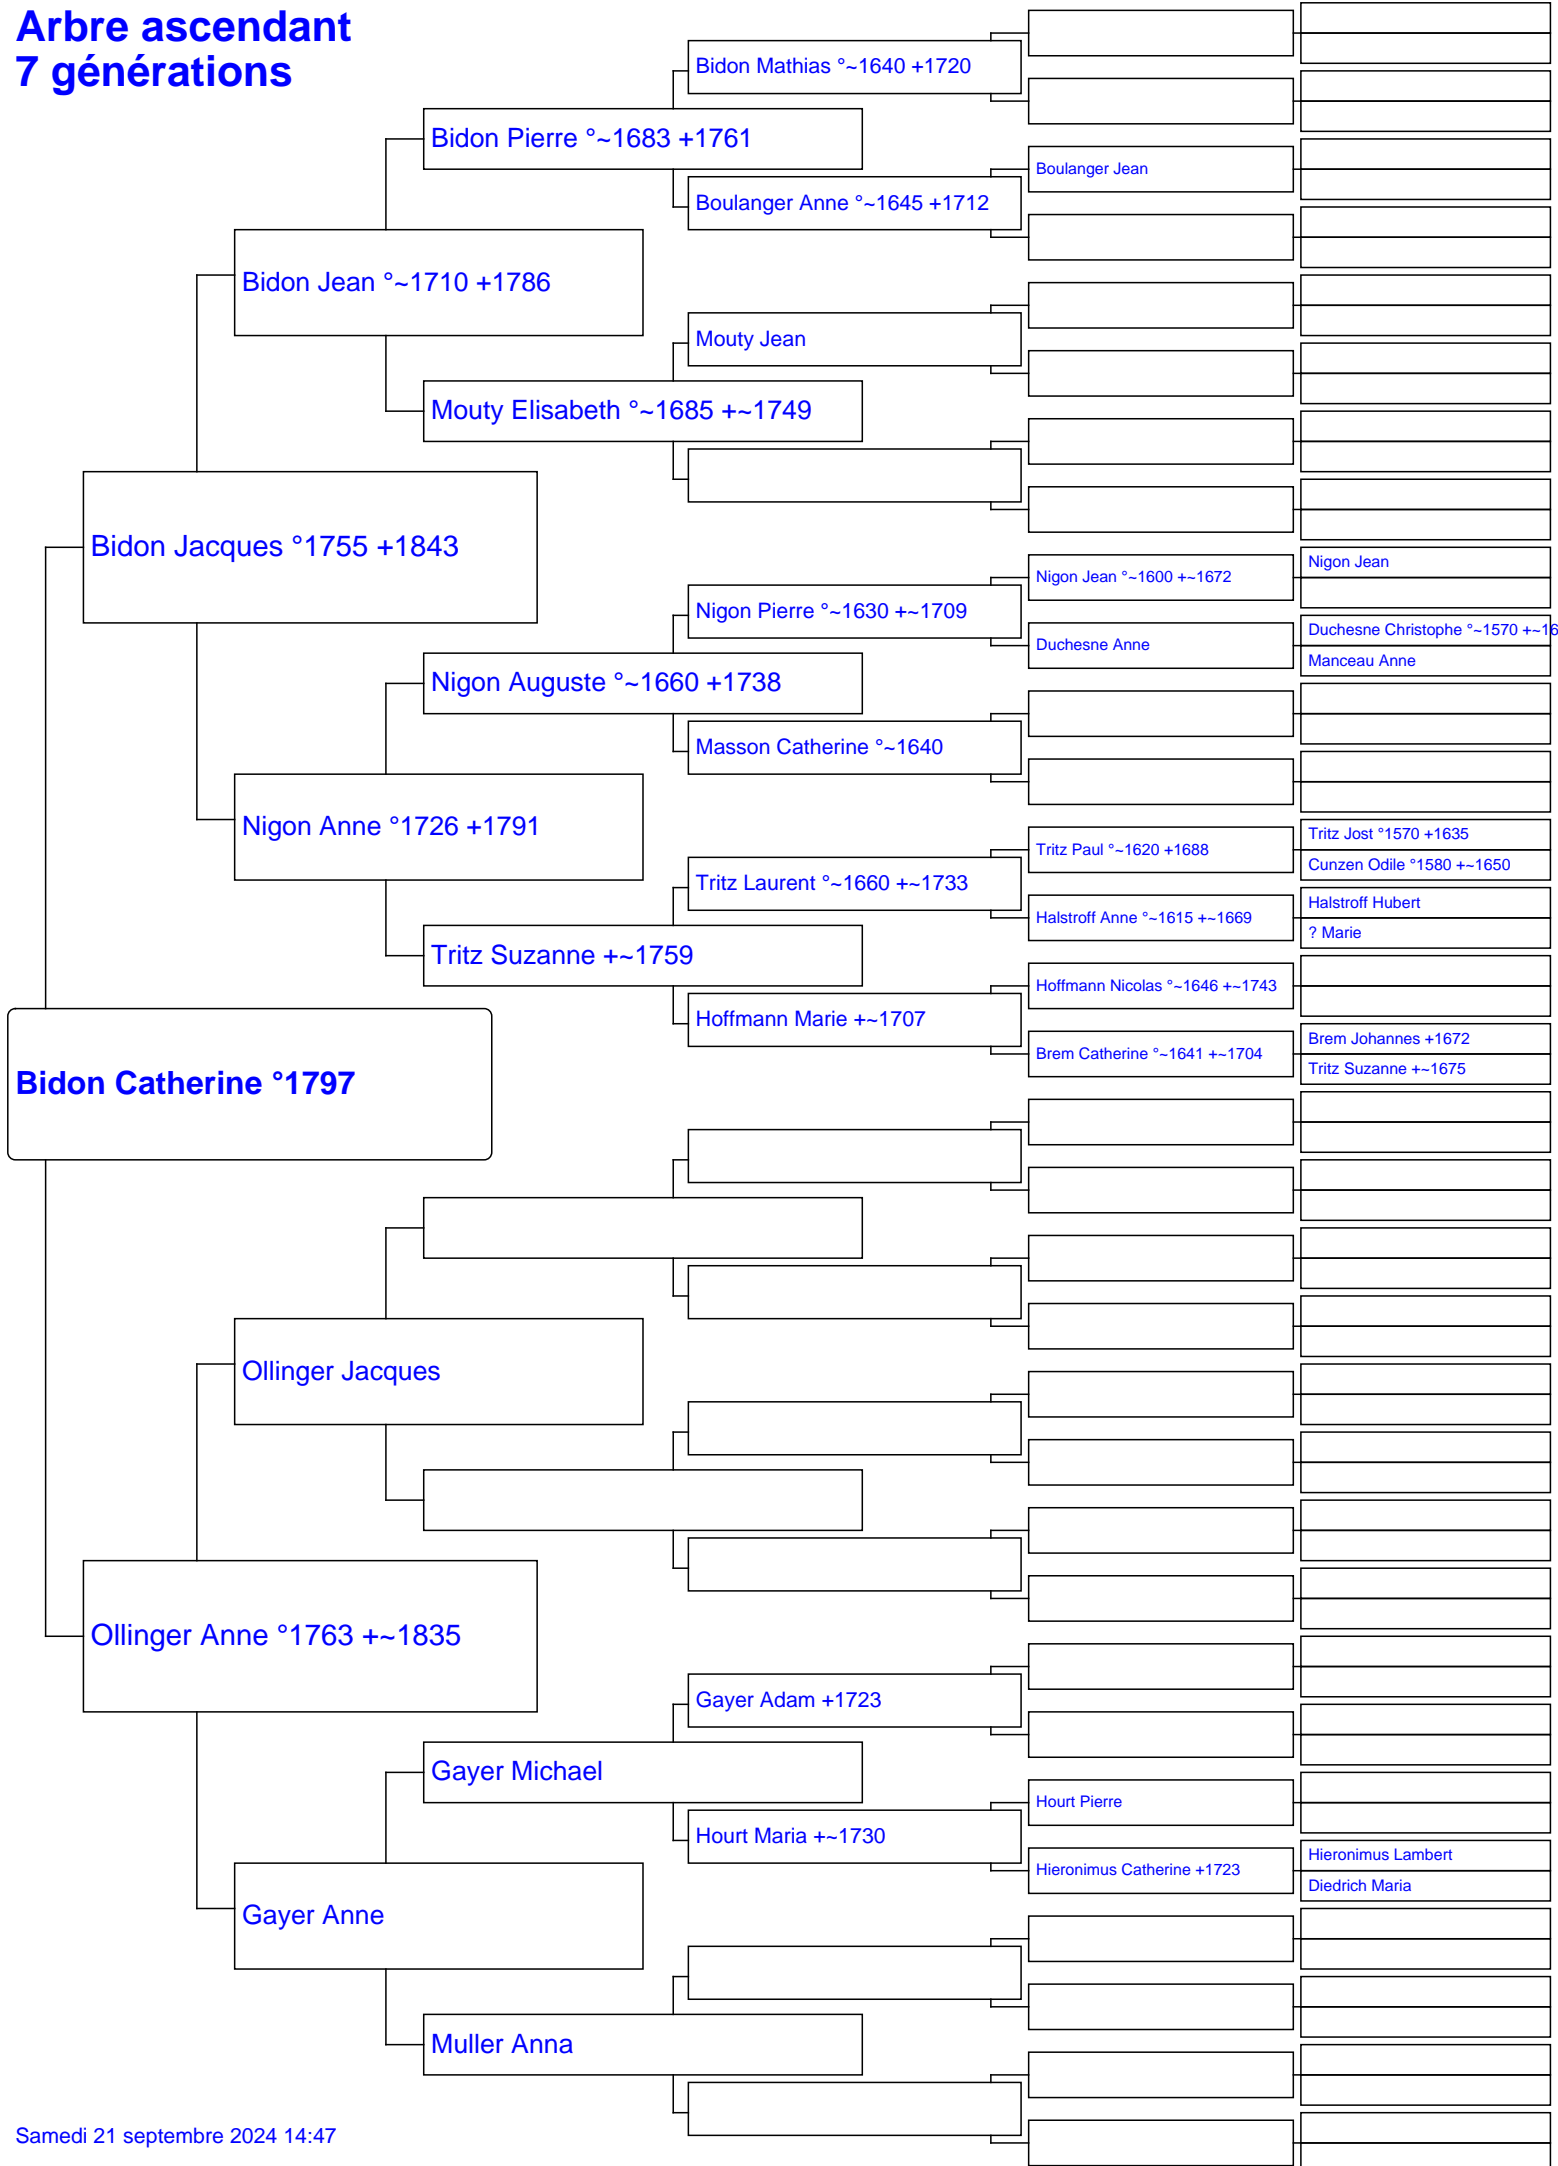 Arbre ascendant
7 générations
Bidon Mathias °~1640 +1720
Bidon Pierre °~1683 +1761
Boulanger Jean
Boulanger Anne °~1645 +1712
Bidon Jean °~1710 +1786
Mouty Jean
Mouty Elisabeth °~1685 +~1749
Bidon Jacques °1755 +1843
Nigon Jean
Nigon Jean °~1600 +~1672
Nigon Pierre °~1630 +~1709
Duchesne Christophe °~1570 +~16
Duchesne Anne
Manceau Anne
Nigon Auguste °~1660 +1738
Masson Catherine °~1640
Nigon Anne °1726 +1791
Tritz Jost °1570 +1635
Tritz Paul °~1620 +1688
Cunzen Odile °1580 +~1650
Tritz Laurent °~1660 +~1733
Halstroff Hubert
Halstroff Anne °~1615 +~1669
? Marie
Tritz Suzanne +~1759
Hoffmann Nicolas °~1646 +~1743
Hoffmann Marie +~1707
Brem Johannes +1672
Brem Catherine °~1641 +~1704
Tritz Suzanne +~1675
Bidon Catherine °1797
Ollinger Jacques
Ollinger Anne °1763 +~1835
Gayer Adam +1723
Gayer Michael
Hourt Pierre
Hourt Maria +~1730
Hieronimus Lambert
Hieronimus Catherine +1723
Diedrich Maria
Gayer Anne
Muller Anna
Samedi 21 septembre 2024 14:47